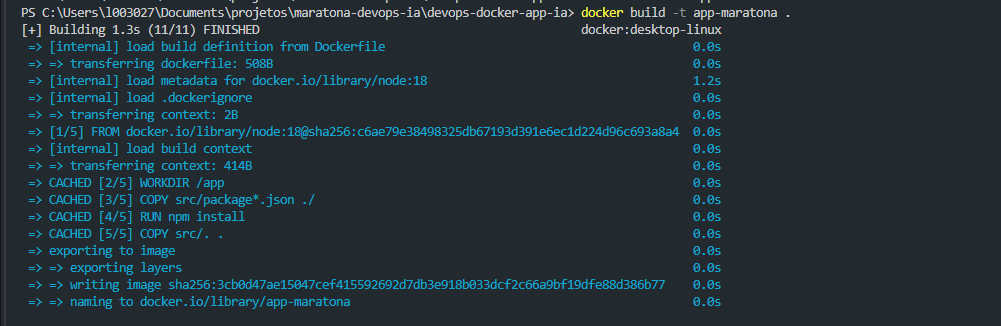 PS C:\Users\l003027\Documents\projetos\maratona-devops-ia\devops-docker-app-ia> docker build -t app-maratona .
[+] Building 1.3s (11/11) FINISHED docker:desktop-linux
=> [internal] load build definition from Dockerfile 0.0s
=> => transferring dockerfile: 508B 0.0s
=> [internal] load metadata for docker.io/library/node:18 1.2s
=> [internal] load .dockerignore 0.0s
=> => transferring context: 2B 0.0s
=> [1/5] FROM docker.io/library/node:18@sha256:c6ae79e38498325db67193d391e6ec1d224d96c693a8a4 0.0s
=> [internal] load build context 0.0s
=> => transferring context: 414B 0.0s
=> CACHED [2/5] WORKDIR /app 0.0s
=> CACHED [3/5] COPY src/package*.json ./ 0.0s
=> CACHED [4/5] RUN npm install 0.0s
=> CACHED [5/5] COPY src/. . 0.0s
=> exporting to image 0.0s
=> => exporting layers 0.0s
=> => writing image sha256:3cb0d47ae15047cef415592692d7db3e918b033dcf2c66a9bf19dfe88d386b77 0.0s
=> => naming to docker.io/library/app-maratona 0.0s